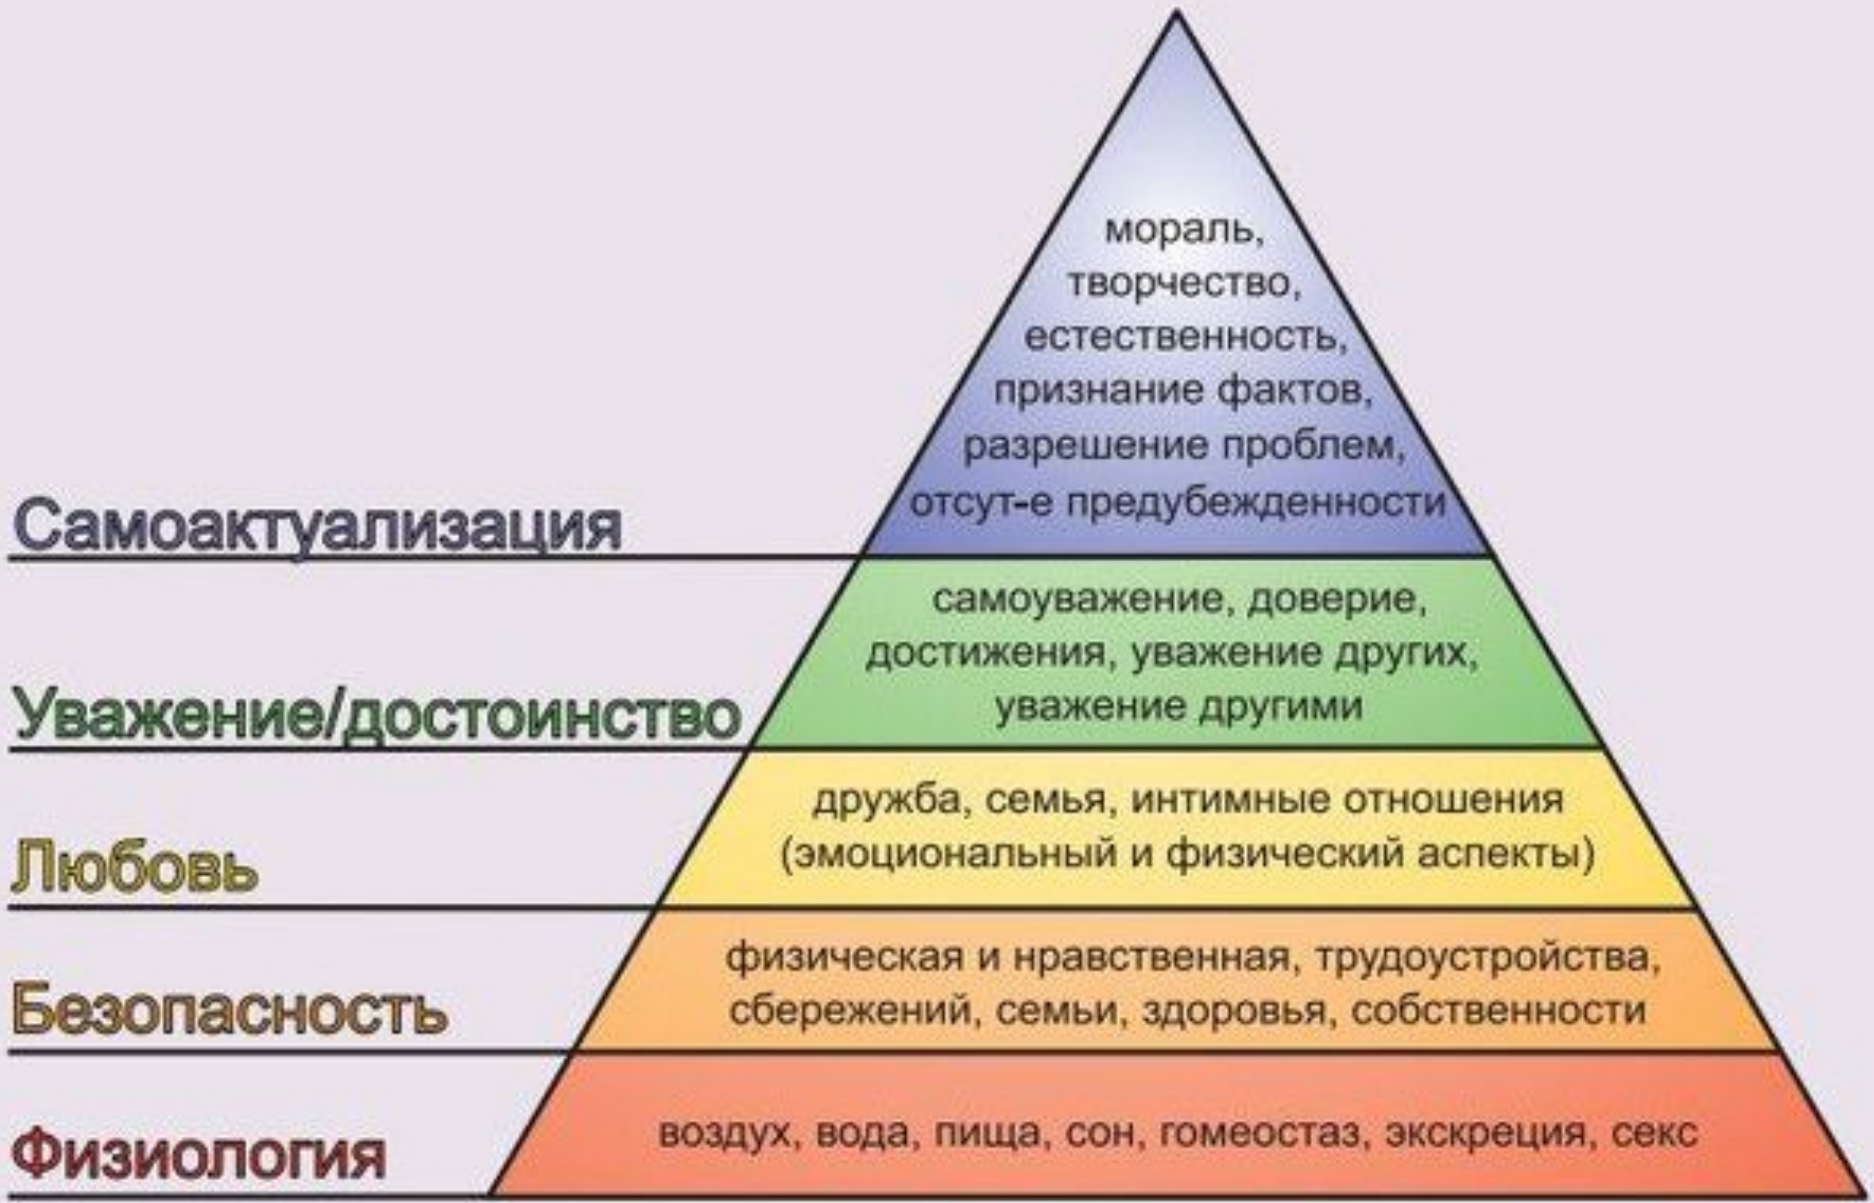 мораль,
творчество,
естественность,
признание фактов,
разрешение проблем,
отсут-е предубежденности
Самоактуализация
самоуважение, доверие,
достижения, уважение других,
уважение другими
Уважение/достоинство
дружба, семья, интимные отношения
(эмоциональный и физический аспекты)
Любовь
физическая и нравственная, трудоустройства,
сбережений, семьи, здоровья, собственности
Безопасность
воздух, вода, пища, сон, гомеостаз, экскреция, секс
Физиология